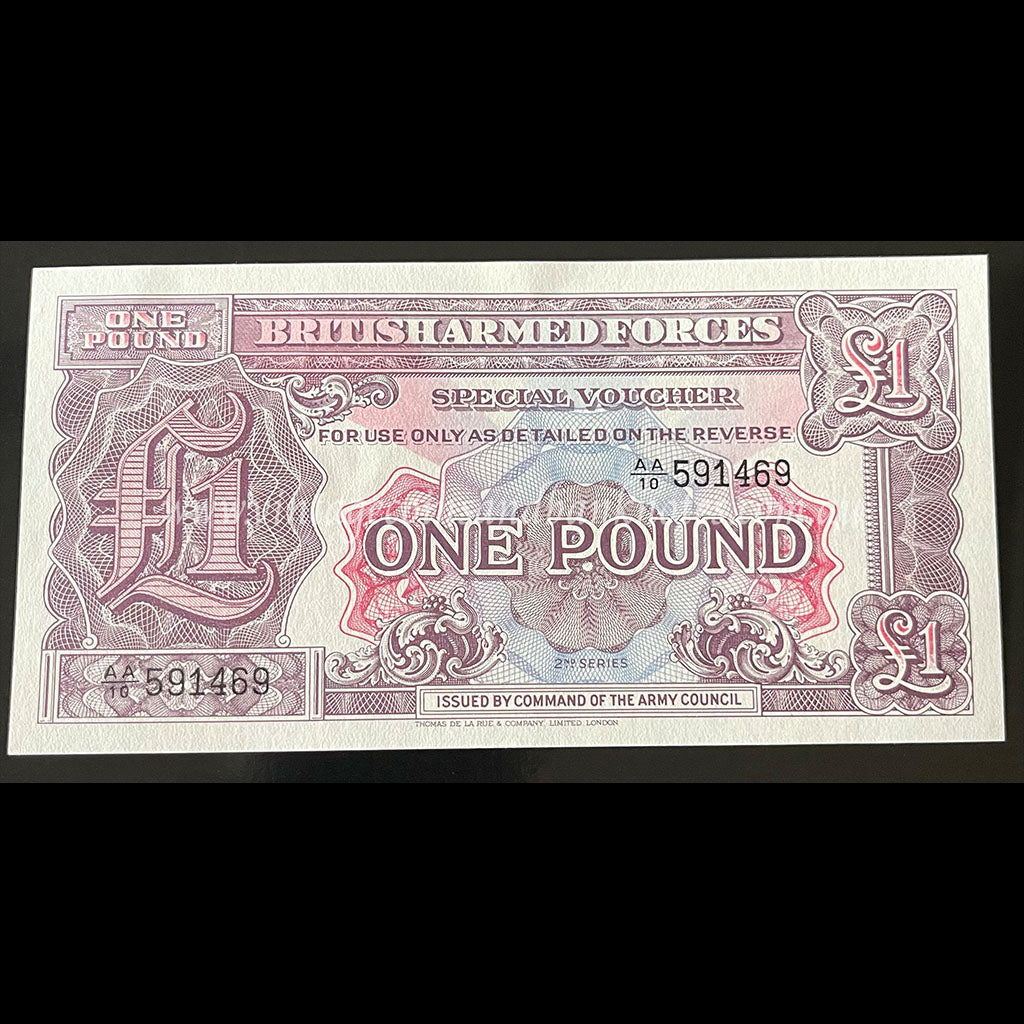 ONE
POUND
BRITISH ARMED FORCES
£1
SPECIAL VOUCHER
FOR USE ONLY AS DETAILED ON THE REVERSE
AA/10 591469
£1
ONE POUND
2ND SERIES
£1
AA/10 591469
ISSUED BY COMMAND OF THE ARMY COUNCIL
THOMAS DE LA RUE & COMPANY, LIMITED, LONDON